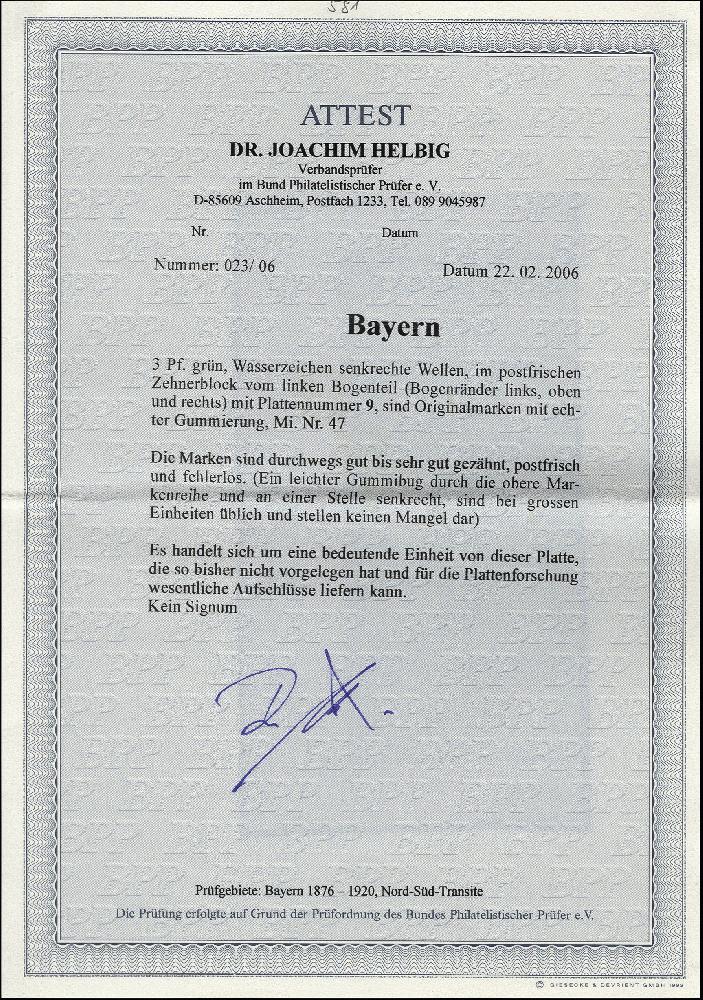 581
ATTEST
DR. JOACHIM HELBIG
Verbandsprüfer
im Bund Philatelistischer Prüfer e. V.
D-85609 Aschheim, Postfach 1233, Tel. 089 9045987
Nr. Datum
Nummer: 023/ 06 Datum 22. 02. 2006
Bayern
3 Pf. grün, Wasserzeichen senkrechte Wellen, im postfrischen
Zehnerblock vom linken Bogenteil (Bogenränder links, oben
und rechts) mit Plattennummer 9, sind Originalmarken mit ech-
ter Gummierung, Mi. Nr. 47
Die Marken sind durchwegs gut bis sehr gut gezähnt, postfrisch
und fehlerlos. (Ein leichter Gummibug durch die obere Mar-
kenreihe und an einer Stelle senkrecht, sind bei grossen
Einheiten üblich und stellen keinen Mangel dar)
Es handelt sich um eine bedeutende Einheit von dieser Platte,
die so bisher nicht vorgelegen hat und für die Plattenforschung
wesentliche Aufschlüsse liefern kann.
Kein Signum
Prüfgebiete: Bayern 1876 – 1920, Nord-Süd-Transite
Die Prüfung erfolgte auf Grund der Prüfordnung des Bundes Philatelistischer Prüfer e.V.
© GIESECKE & DEVRIENT GMBH 1999